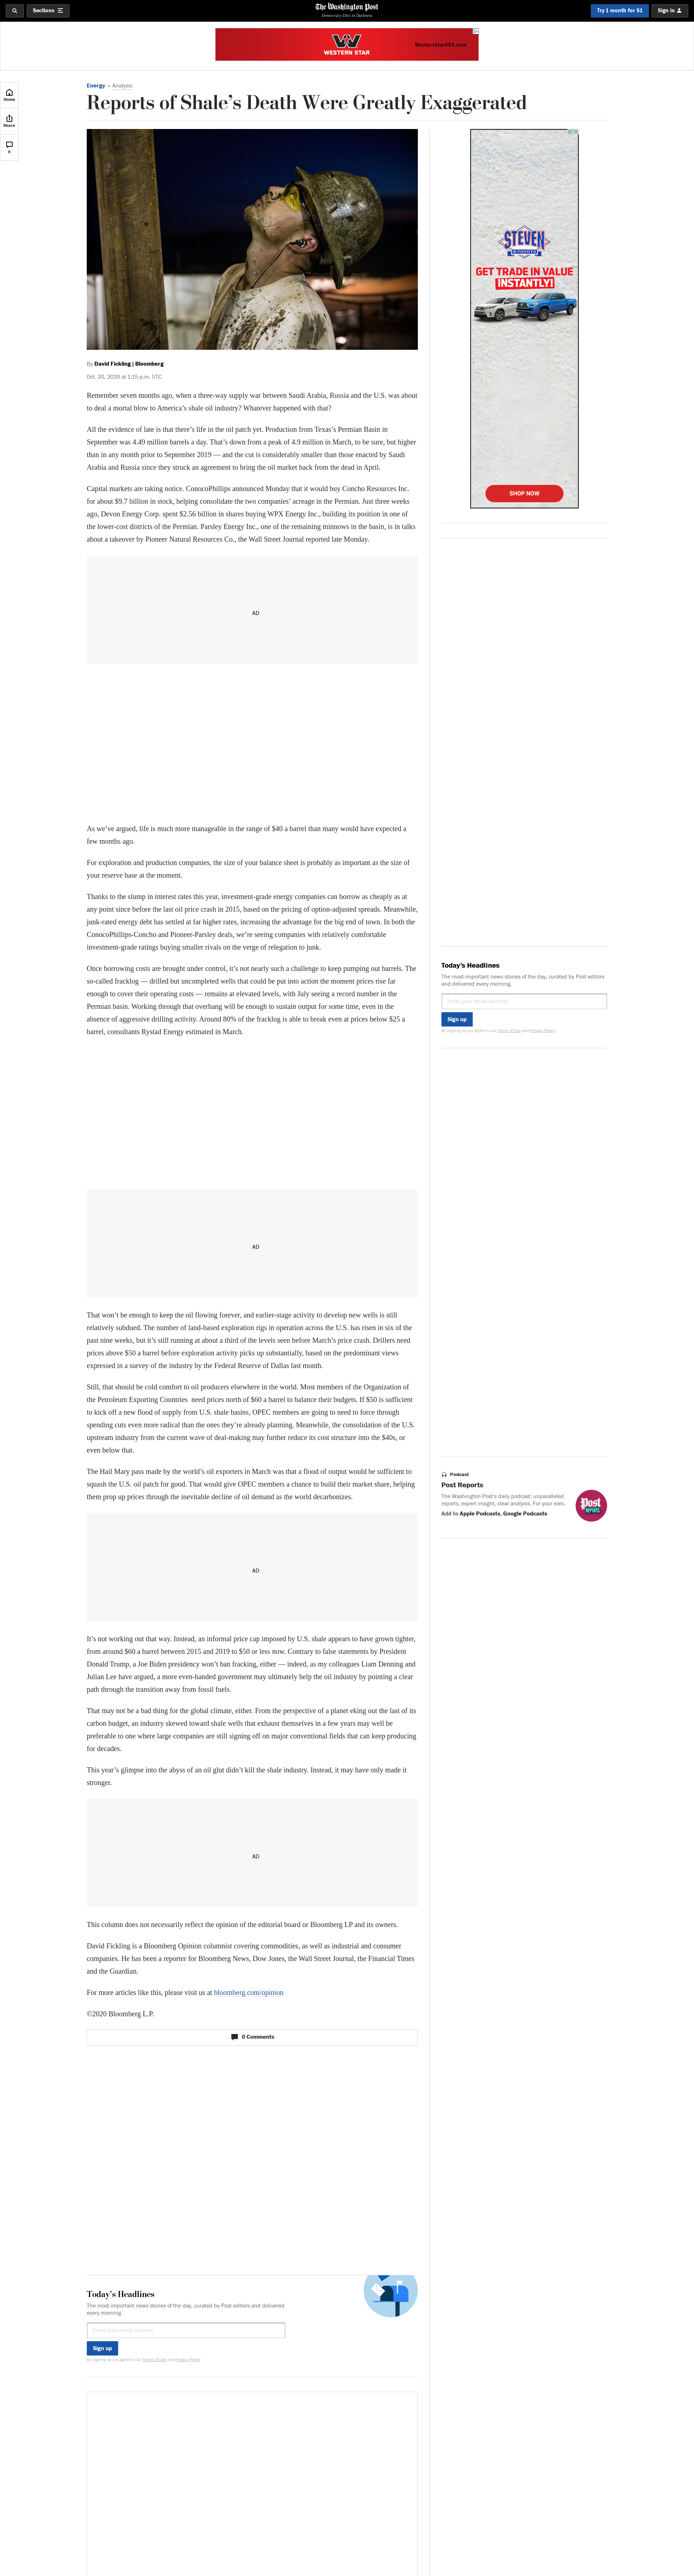 Sections
The Washington Post
Democracy Dies in Darkness
Try 1 month for $1
Sign in
WESTERN STAR
WesternStar49X.com
Home
Share
0
Energy • Analysis
Reports of Shale’s Death Were Greatly Exaggerated
STEVEN
TOYOTA
GET TRADE IN VALUE
INSTANTLY!
SHOP NOW
By David Fickling | Bloomberg
Oct. 20, 2020 at 1:15 p.m. UTC
Remember seven months ago, when a three-way supply war between Saudi Arabia, Russia and the U.S. was about
to deal a mortal blow to America’s shale oil industry? Whatever happened with that?
All the evidence of late is that there’s life in the oil patch yet. Production from Texas’s Permian Basin in
September was 4.49 million barrels a day. That’s down from a peak of 4.9 million in March, to be sure, but higher
than in any month prior to September 2019 — and the cut is considerably smaller than those enacted by Saudi
Arabia and Russia since they struck an agreement to bring the oil market back from the dead in April.
Capital markets are taking notice. ConocoPhillips announced Monday that it would buy Concho Resources Inc.
for about $9.7 billion in stock, helping consolidate the two companies’ acreage in the Permian. Just three weeks
ago, Devon Energy Corp. spent $2.56 billion in shares buying WPX Energy Inc., building its position in one of
the lower-cost districts of the Permian. Parsley Energy Inc., one of the remaining minnows in the basin, is in talks
about a takeover by Pioneer Natural Resources Co., the Wall Street Journal reported late Monday.
AD
As we’ve argued, life is much more manageable in the range of $40 a barrel than many would have expected a
few months ago.
For exploration and production companies, the size of your balance sheet is probably as important as the size of
your reserve base at the moment.
Thanks to the slump in interest rates this year, investment-grade energy companies can borrow as cheaply as at
any point since before the last oil price crash in 2015, based on the pricing of option-adjusted spreads. Meanwhile,
junk-rated energy debt has settled at far higher rates, increasing the advantage for the big end of town. In both the
ConocoPhillips-Concho and Pioneer-Parsley deals, we’re seeing companies with relatively comfortable
investment-grade ratings buying smaller rivals on the verge of relegation to junk.
Once borrowing costs are brought under control, it’s not nearly such a challenge to keep pumping out barrels. The
so-called fracklog — drilled but uncompleted wells that could be put into action the moment prices rise far
enough to cover their operating costs — remains at elevated levels, with July seeing a record number in the
Permian basin. Working through that overhang will be enough to sustain output for some time, even in the
absence of aggressive drilling activity. Around 80% of the fracklog is able to break even at prices below $25 a
barrel, consultants Rystad Energy estimated in March.
AD
That won’t be enough to keep the oil flowing forever, and earlier-stage activity to develop new wells is still
relatively subdued. The number of land-based exploration rigs in operation across the U.S. has risen in six of the
past nine weeks, but it’s still running at about a third of the levels seen before March’s price crash. Drillers need
prices above $50 a barrel before exploration activity picks up substantially, based on the predominant views
expressed in a survey of the industry by the Federal Reserve of Dallas last month.
Still, that should be cold comfort to oil producers elsewhere in the world. Most members of the Organization of
the Petroleum Exporting Countries need prices north of $60 a barrel to balance their budgets. If $50 is sufficient
to kick off a new flood of supply from U.S. shale basins, OPEC members are going to need to force through
spending cuts even more radical than the ones they’re already planning. Meanwhile, the consolidation of the U.S.
upstream industry from the current wave of deal-making may further reduce its cost structure into the $40s, or
even below that.
The Hail Mary pass made by the world’s oil exporters in March was that a flood of output would be sufficient to
squash the U.S. oil patch for good. That would give OPEC members a chance to build their market share, helping
them prop up prices through the inevitable decline of oil demand as the world decarbonizes.
AD
It’s not working out that way. Instead, an informal price cap imposed by U.S. shale appears to have grown tighter,
from around $60 a barrel between 2015 and 2019 to $50 or less now. Contrary to false statements by President
Donald Trump, a Joe Biden presidency won’t ban fracking, either — indeed, as my colleagues Liam Denning and
Julian Lee have argued, a more even-handed government may ultimately help the oil industry by pointing a clear
path through the transition away from fossil fuels.
That may not be a bad thing for the global climate, either. From the perspective of a planet eking out the last of its
carbon budget, an industry skewed toward shale wells that exhaust themselves in a few years may well be
preferable to one where large companies are still signing off on major conventional fields that can keep producing
for decades.
This year’s glimpse into the abyss of an oil glut didn’t kill the shale industry. Instead, it may have only made it
stronger.
AD
This column does not necessarily reflect the opinion of the editorial board or Bloomberg LP and its owners.
David Fickling is a Bloomberg Opinion columnist covering commodities, as well as industrial and consumer
companies. He has been a reporter for Bloomberg News, Dow Jones, the Wall Street Journal, the Financial Times
and the Guardian.
For more articles like this, please visit us at bloomberg.com/opinion
©2020 Bloomberg L.P.
0 Comments
Today’s Headlines
The most important news stories of the day, curated by Post editors and delivered
every morning.
Enter your email address
Sign up
By signing up you agree to our Terms of Use and Privacy Policy
Today’s Headlines
The most important news stories of the day, curated by Post editors
and delivered every morning.
Enter your email address
Sign up
By signing up you agree to our Terms of Use and Privacy Policy
Podcast
Post Reports
The Washington Post’s daily podcast: unparalleled
reports, expert insight, clear analysis. For your ears.
Add to Apple Podcasts, Google Podcasts
Post
REPORTS